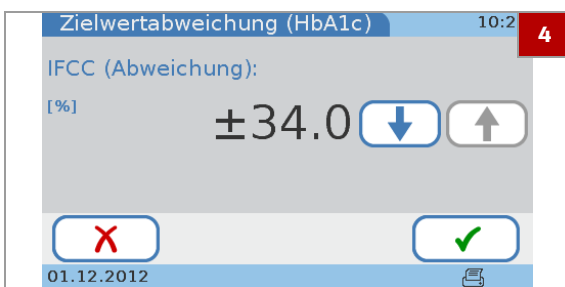 Zielwertabweichung (HbA1c) 10:2
4
IFCC (Abweichung):
[%]
±34.0
01.12.2012